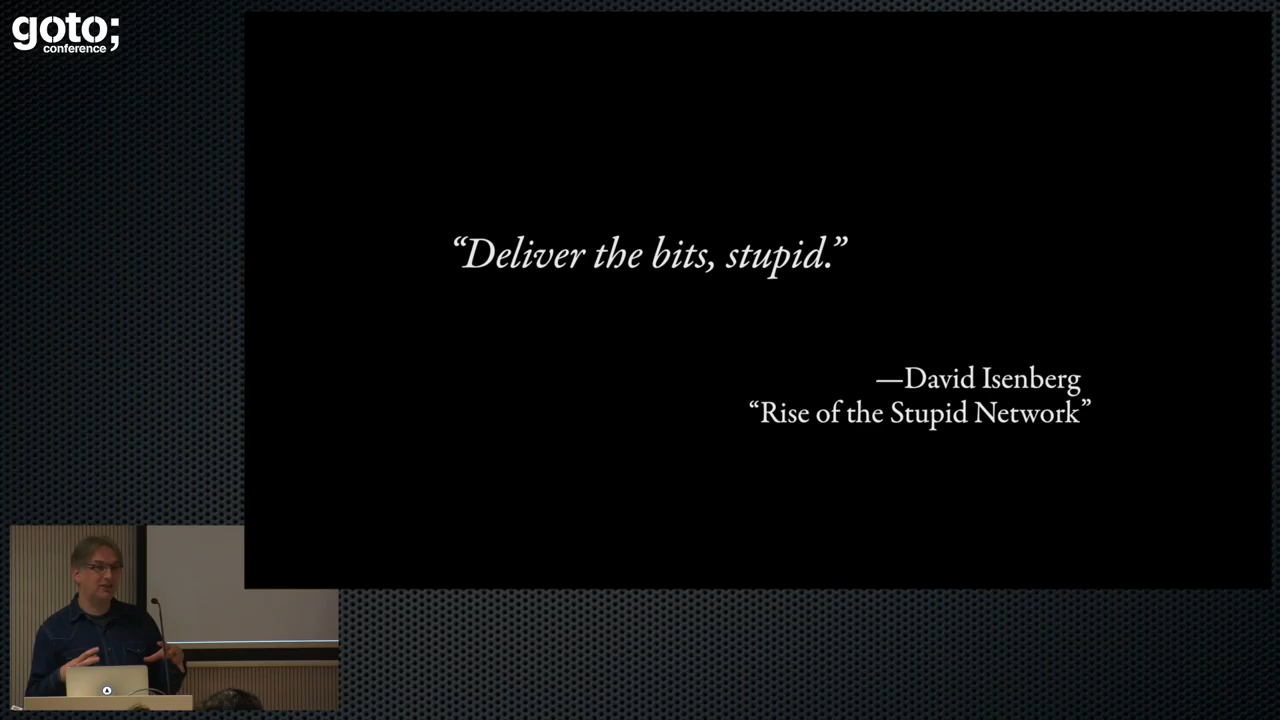 goto;
conference
“Deliver the bits, stupid.”
—David Isenberg
“Rise of the Stupid Network”